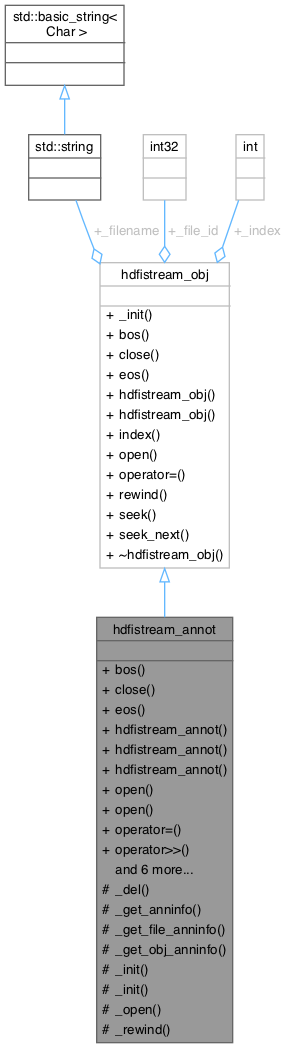 std::basic_string<
Char >
std::string
int32
int
+_filename
+_file_id
+_index
hdfistream_obj
+ _init()
+ bos()
+ close()
+ eos()
+ hdfistream_obj()
+ hdfistream_obj()
+ index()
+ open()
+ operator=()
+ rewind()
+ seek()
+ seek_next()
+ ~hdfistream_obj()
hdfistream_annot
+ bos()
+ close()
+ eos()
+ hdfistream_annot()
+ hdfistream_annot()
+ hdfistream_annot()
+ open()
+ open()
+ operator=()
+ operator>>()
and 6 more...
# _del()
# _get_anninfo()
# _get_file_anninfo()
# _get_obj_anninfo()
# _init()
# _init()
# _open()
# _rewind()